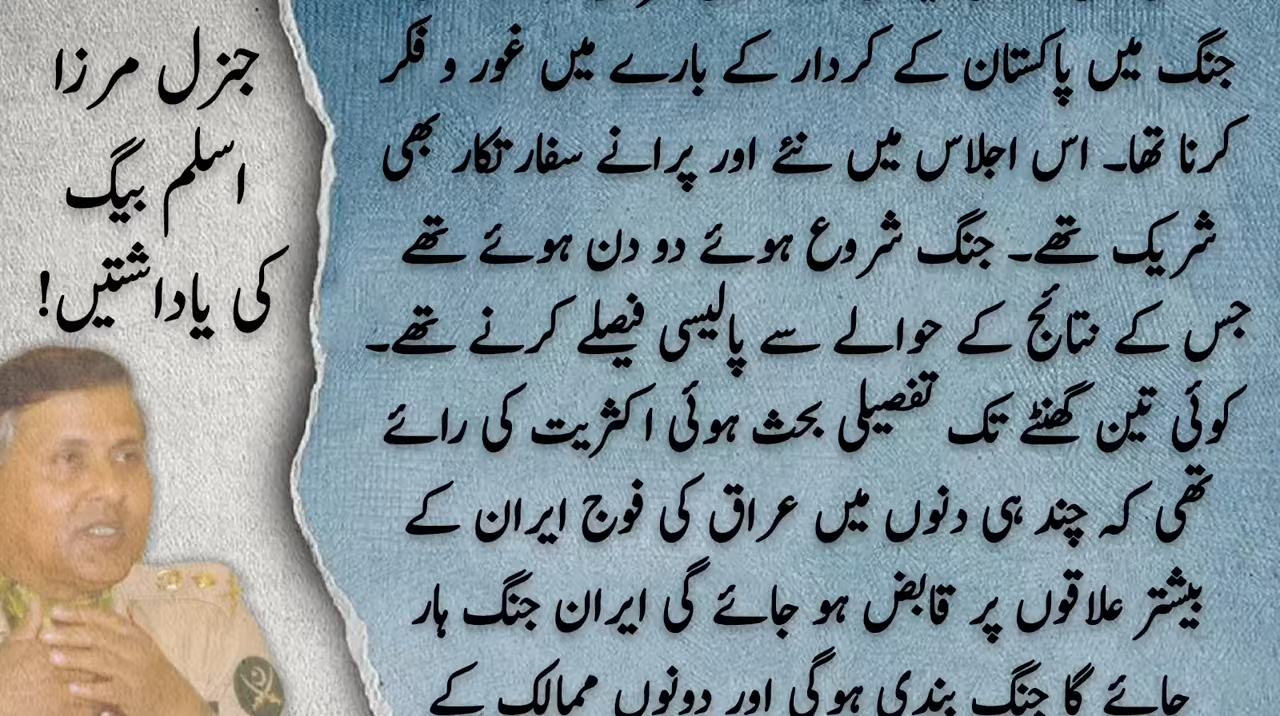 جنرل مرزا
اسلم بیگ
کی یاداشتیں!
جنگ میں پاکستان کے کردار کے بارے میں غور و فکر
کرنا تھا۔ اس اجلاس میں نئے اور پرانے سفارتکار بھی
شریک تھے۔ جنگ شروع ہوئے دو دن ہوئے تھے
جس کے نتائج کے حوالے سے پالیسی فیصلے کرنے تھے۔
کوئی تین گھنٹے تک تفصیلی بحث ہوئی اکثریت کی رائے
تھی کہ چند ہی دنوں میں عراق کی فوج ایران کے
بیشتر علاقوں پر قابض ہو جائے گی ایران جنگ ہار
جائے گا جنگ بندی ہوگی اور دونوں ممالک کے